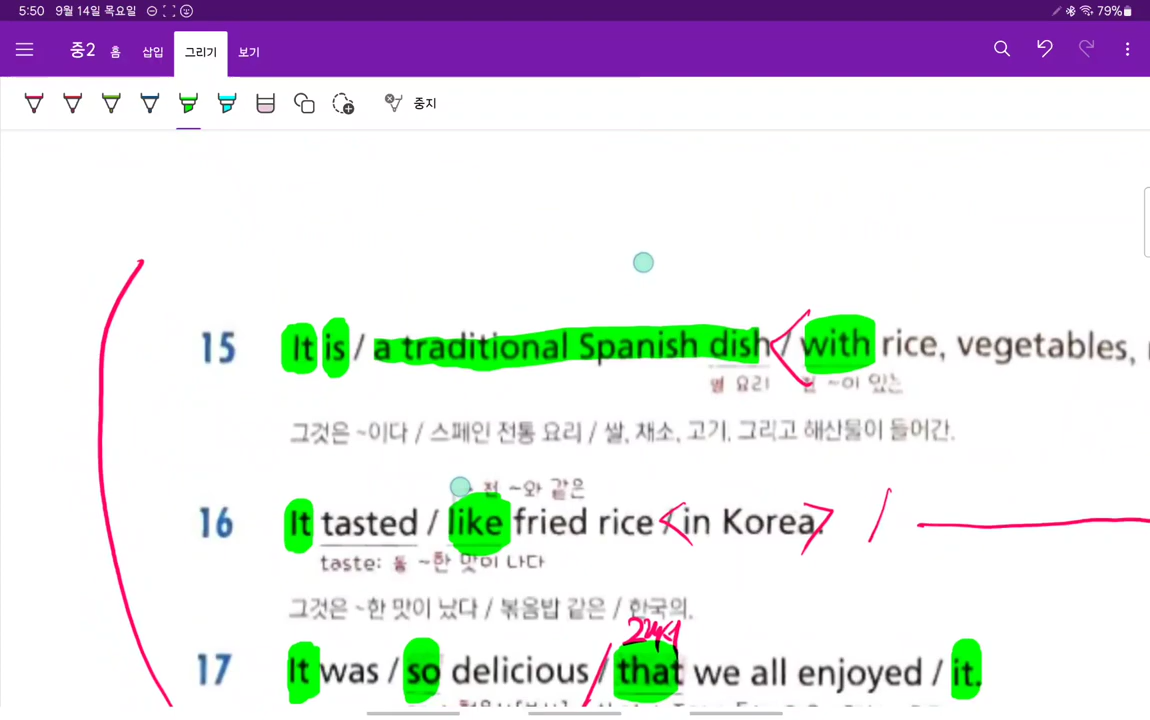 5:50 9월 14일 목요일 79%
중2 홈 삽입 그리기 보기
중지
15 It is / a traditional Spanish dish / with rice, vegetables,
명 요리 전 ~이 있는
그것은 ~이다 / 스페인 전통 요리 / 쌀, 채소, 고기, 그리고 해산물이 들어간.
전 ~와 같은
16 It tasted / like fried rice / in Korea.
taste: 동 ~한 맛이 나다
그것은 ~한 맛이 났다 / 볶음밥 같은 / 한국의.
17 It was / so delicious / that we all enjoyed / it.